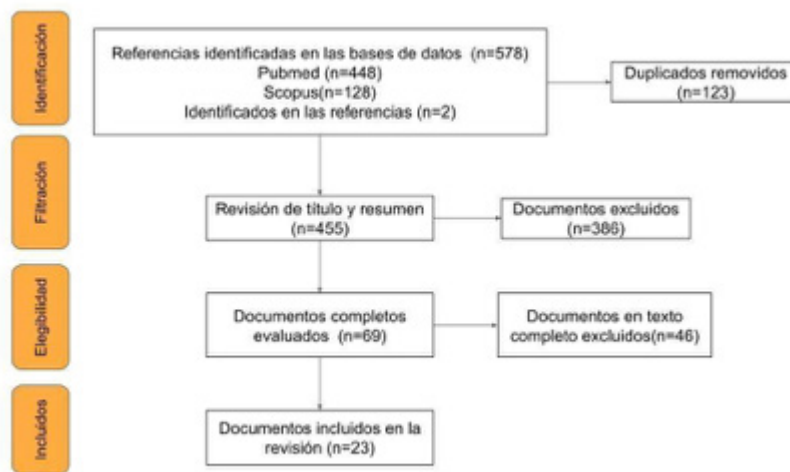 Identificación
Referencias identificadas en las bases de datos (n=578)
Pubmed (n=448)
Scopus(n=128)
Identificados en las referencias (n=2)
Duplicados removidos
(n=123)
Filtración
Revisión de título y resumen
(n=455)
Documentos excluidos
(n=386)
Elegibilidad
Documentos completos
evaluados (n=69)
Documentos en texto
completo excluidos(n=46)
Incluidos
Documentos incluidos en la
revisión (n=23)